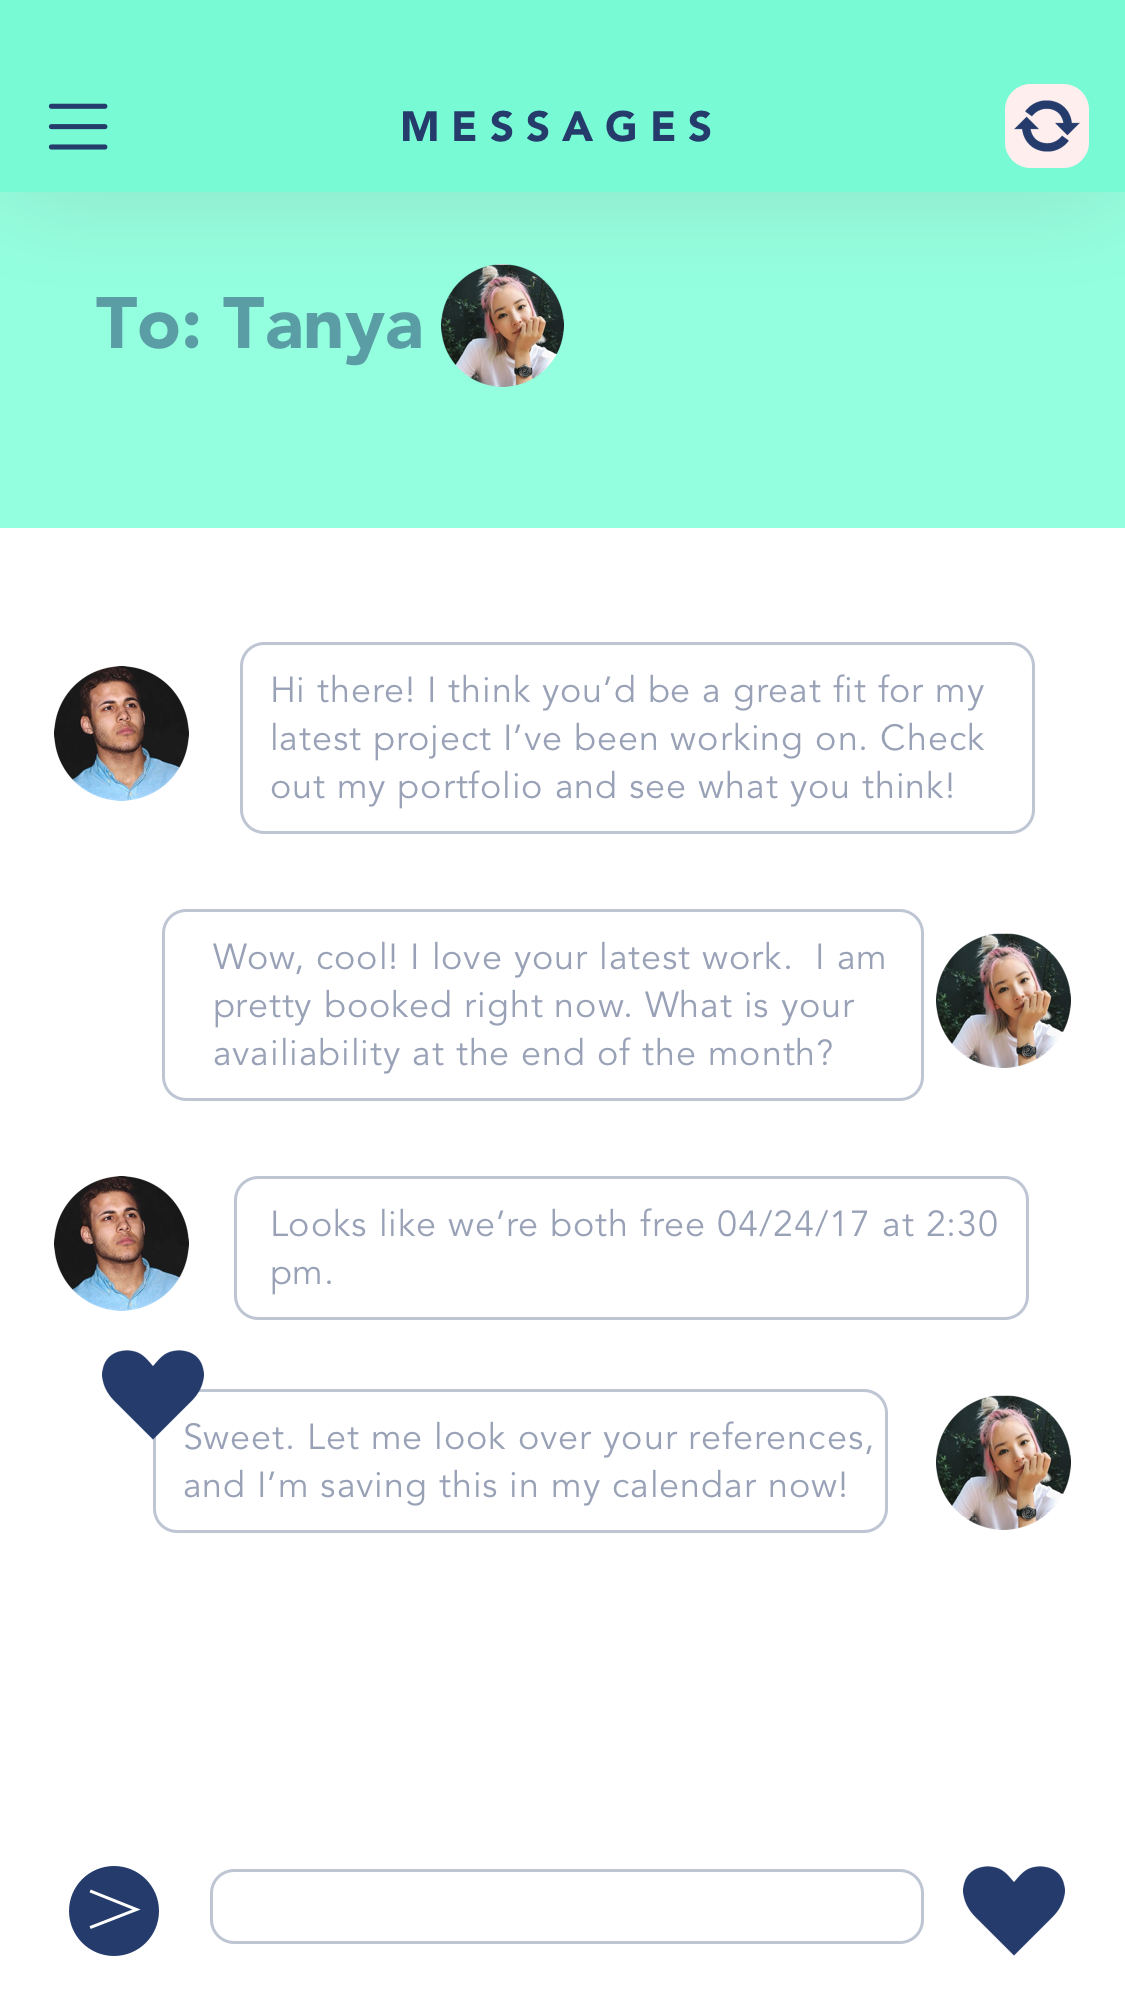 MESSAGES
To: Tanya
Hi there! I think you’d be a great fit for my
latest project I’ve been working on. Check
out my portfolio and see what you think!
Wow, cool! I love your latest work.  I am
pretty booked right now. What is your
availiability at the end of the month?
Looks like we’re both free 04/24/17 at 2:30
pm.
Sweet. Let me look over your references,
and I’m saving this in my calendar now!